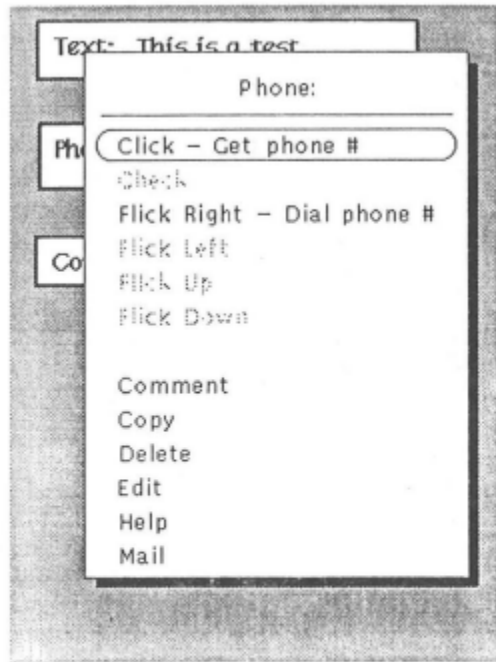 Text: This is a test
Phone:
Pho
Click – Get phone #
Check
Flick Right – Dial phone #
Flick Left
Co
Flick Up
Flick Down
Comment
Copy
Delete
Edit
Help
Mail